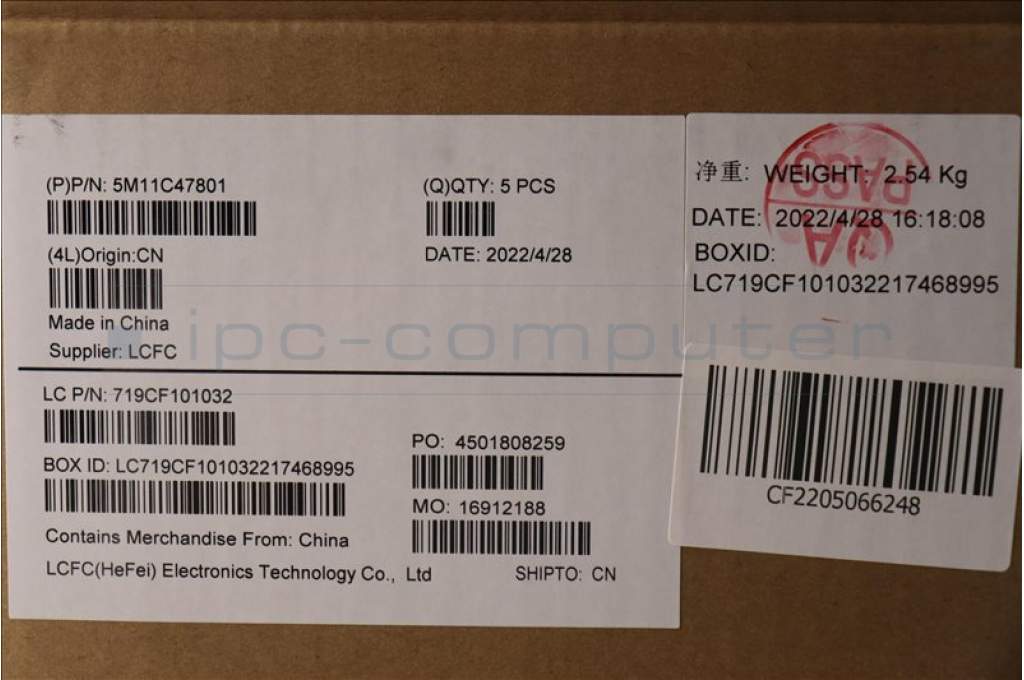 (P)P/N: 5M11C47801
(Q)QTY: 5 PCS
(4L)Origin:CN
DATE: 2022/4/28
Made in China
Supplier: LCFC
LC P/N: 719CF101032
PO: 4501808259
BOX ID: LC719CF101032217468995
MO: 16912188
Contains Merchandise From: China
LCFC(HeFei) Electronics Technology Co., Ltd
SHIPTO: CN
净重: WEIGHT: 2.54 Kg
DATE: 2022/4/28 16:18:08
BOXID:
LC719CF101032217468995
PASS
QA
CF2205066248
ipc-computer